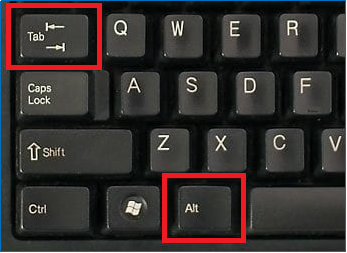 Tab Q W E R
Caps Lock A S D F
Shift Z X C V
Ctrl Alt